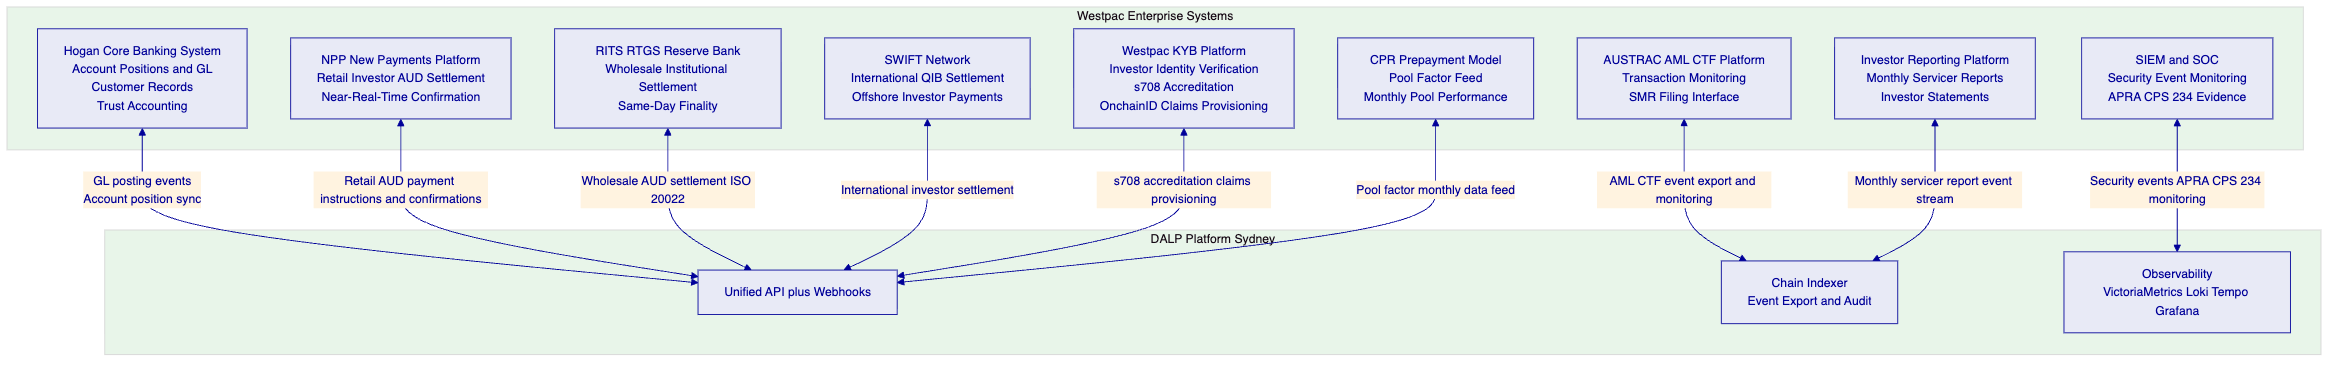 Westpac Enterprise Systems
Hogan Core Banking System
Account Positions and GL
Customer Records
Trust Accounting
NPP New Payments Platform
Retail Investor AUD Settlement
Near-Real-Time Confirmation
RITS RTGS Reserve Bank
Wholesale Institutional
Settlement
Same-Day Finality
SWIFT Network
International QIB Settlement
Offshore Investor Payments
Westpac KYB Platform
Investor Identity Verification
s708 Accreditation
OnchainID Claims Provisioning
CPR Prepayment Model
Pool Factor Feed
Monthly Pool Performance
AUSTRAC AML CTF Platform
Transaction Monitoring
SMR Filing Interface
Investor Reporting Platform
Monthly Servicer Reports
Investor Statements
SIEM and SOC
Security Event Monitoring
APRA CPS 234 Evidence
GL posting events
Account position sync
Retail AUD payment
instructions and confirmations
Wholesale AUD settlement ISO
20022
International investor settlement
s708 accreditation claims
provisioning
Pool factor monthly data feed
AML CTF event export and
monitoring
Monthly servicer report event
stream
Security events APRA CPS 234
monitoring
DALP Platform Sydney
Unified API plus Webhooks
Chain Indexer
Event Export and Audit
Observability
VictoriaMetrics Loki Tempo
Grafana